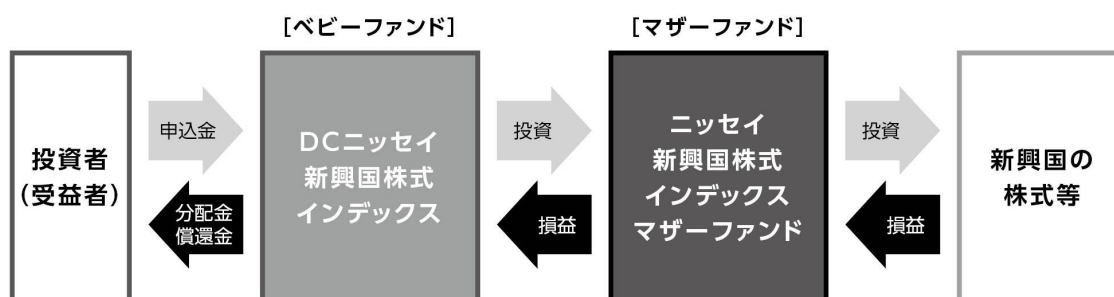 [ベビーファンド]
[マザーファンド]
投資者
(受益者)
申込金
分配金
償還金
DCニッセイ
新興国株式
インデックス
投資
損益
ニッセイ
新興国株式
インデックス
マザーファンド
投資
損益
新興国の
株式等